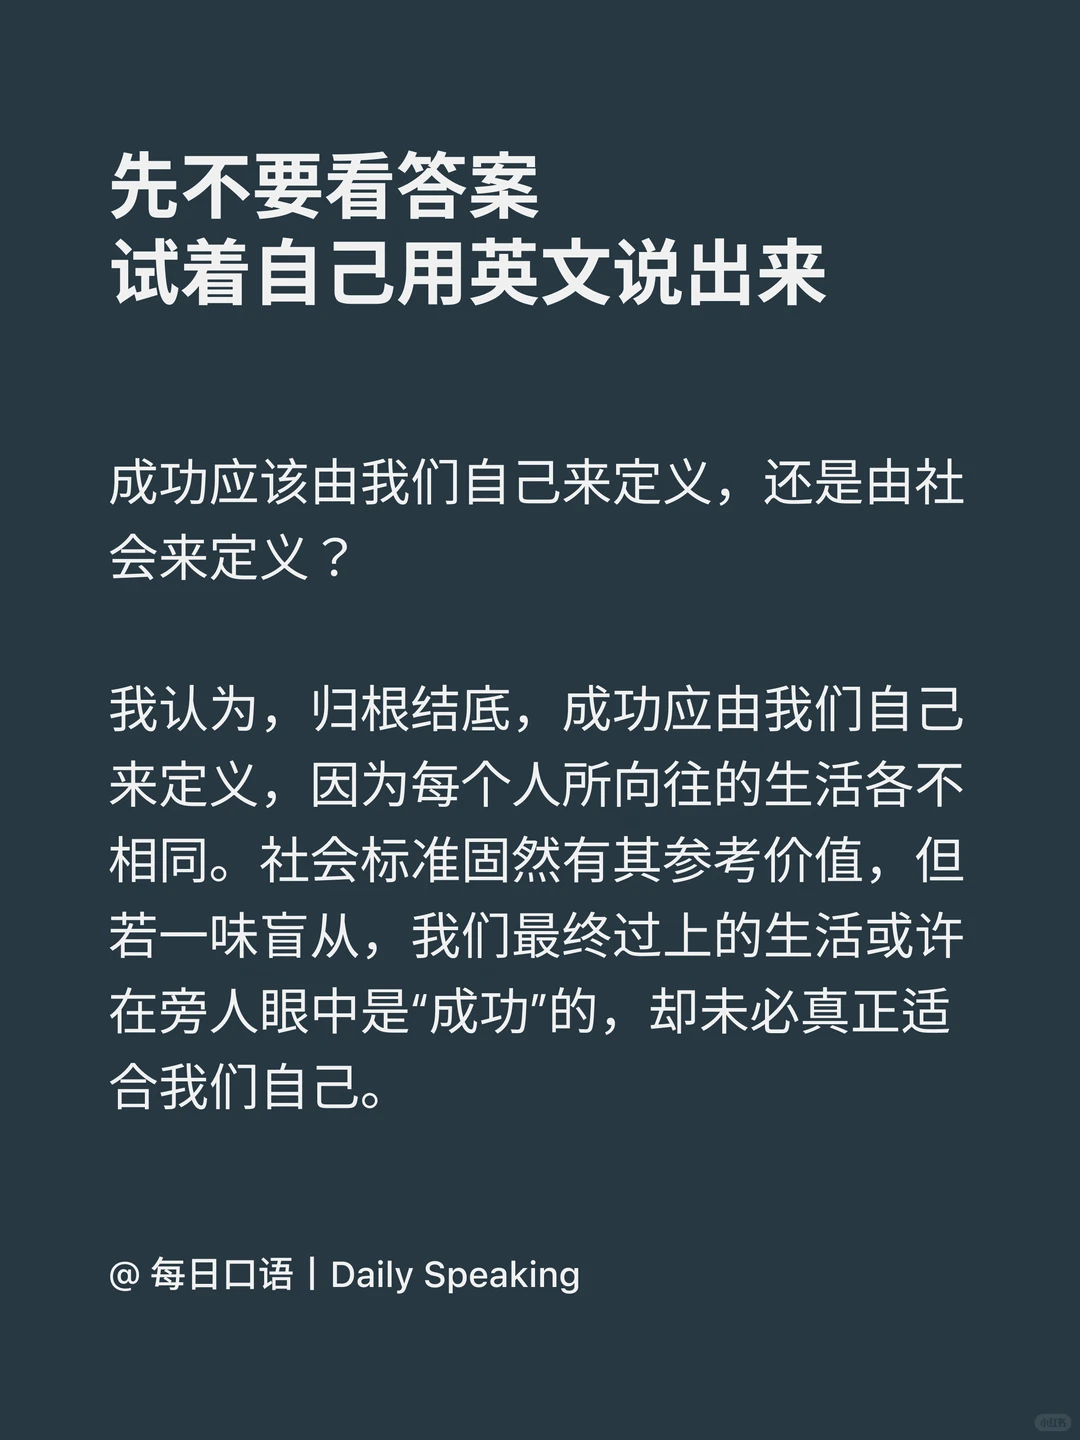 先不要看答案
试着自己用英文说出来
成功应该由我们自己来定义，还是由社
会来定义？
我认为，归根结底，成功应由我们自己
来定义，因为每个人所向往的生活各不
相同。社会标准固然有其参考价值，但
若一味盲从，我们最终过上的生活或许
在旁人眼中是“成功”的，却未必真正适
合我们自己。
@ 每日口语｜Daily Speaking
小红书